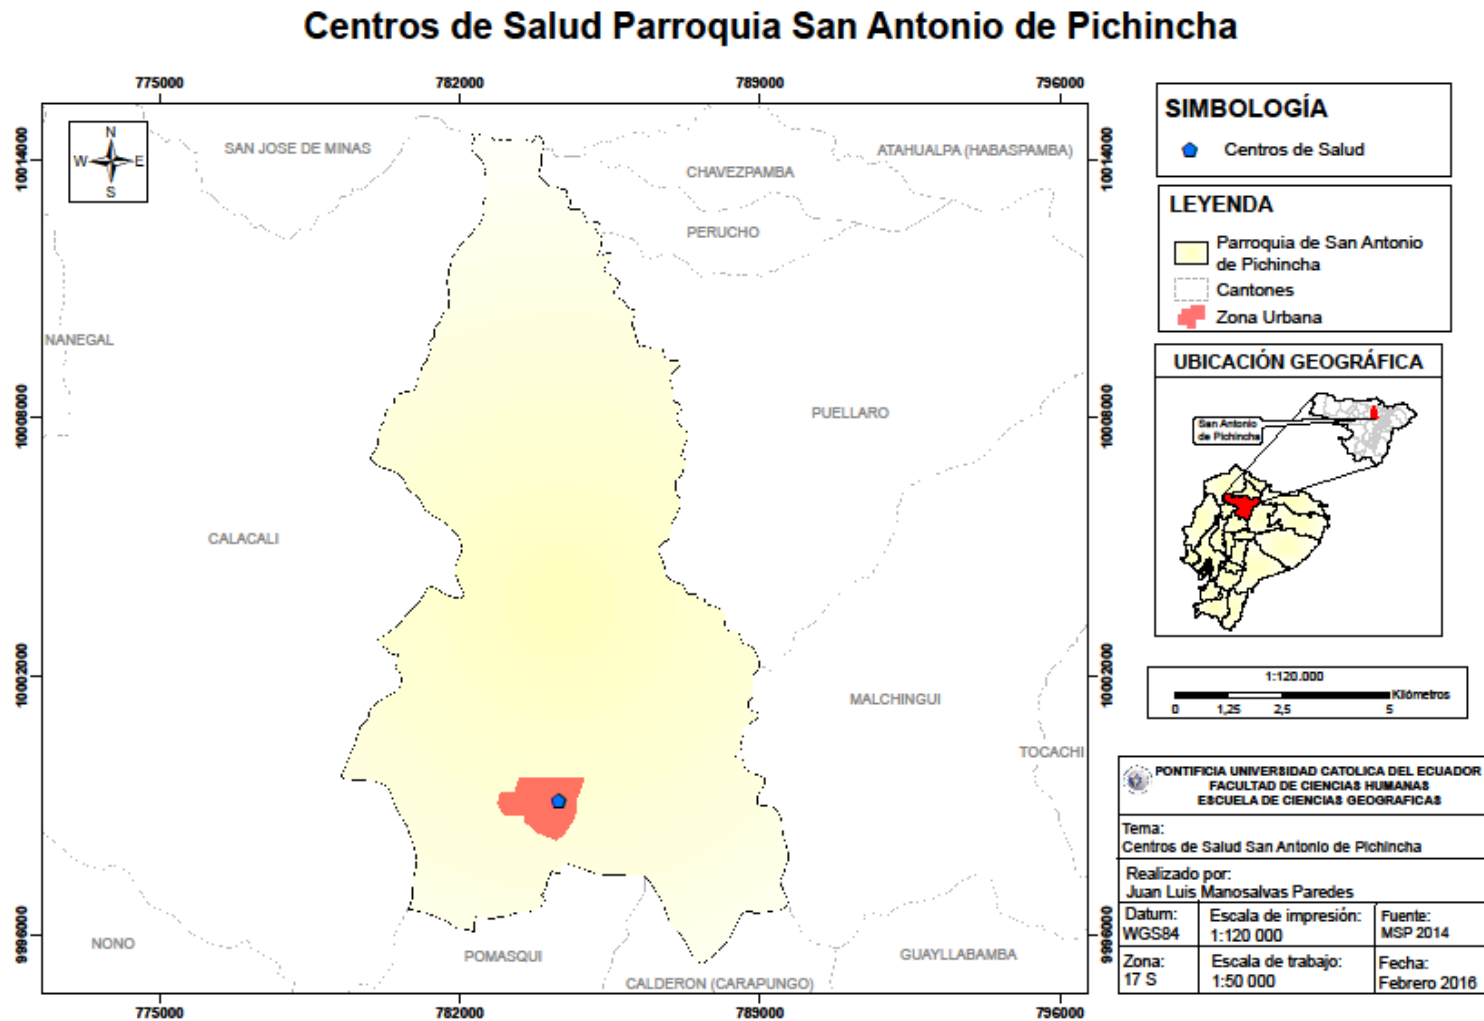 Centros de Salud Parroquia San Antonio de Pichincha
775000
782000
789000
796000
10014000
10008000
10002000
9996000
N
W
E
S
SAN JOSE DE MINAS
ATAHUALPA (HABASPAMBA)
CHAVEZPAMBA
PERUCHO
NANEGAL
PUELLARO
CALACALI
MALCHINGUI
TOCACHI
NONO
POMASQUI
GUAYLLABAMBA
CALDERON (CARAPUNGO)
10014000
10008000
10002000
9996000
775000
782000
789000
796000
SIMBOLOGÍA
Centros de Salud
LEYENDA
Parroquia de San Antonio
de Pichincha
Cantones
Zona Urbana
UBICACIÓN GEOGRÁFICA
San Antonio
de Pichincha
1:120.000
Kilómetros
0 1,25 2,5 5
PONTIFICIA UNIVERSIDAD CATOLICA DEL ECUADOR
FACULTAD DE CIENCIAS HUMANAS
ESCUELA DE CIENCIAS GEOGRAFICAS
Tema:
Centros de Salud San Antonio de Pichincha
Realizado por:
Juan Luis Manosalvas Paredes
Datum:
WGS84
Escala de impresión:
1:120 000
Fuente:
MSP 2014
Zona:
17 S
Escala de trabajo:
1:50 000
Fecha:
Febrero 2016